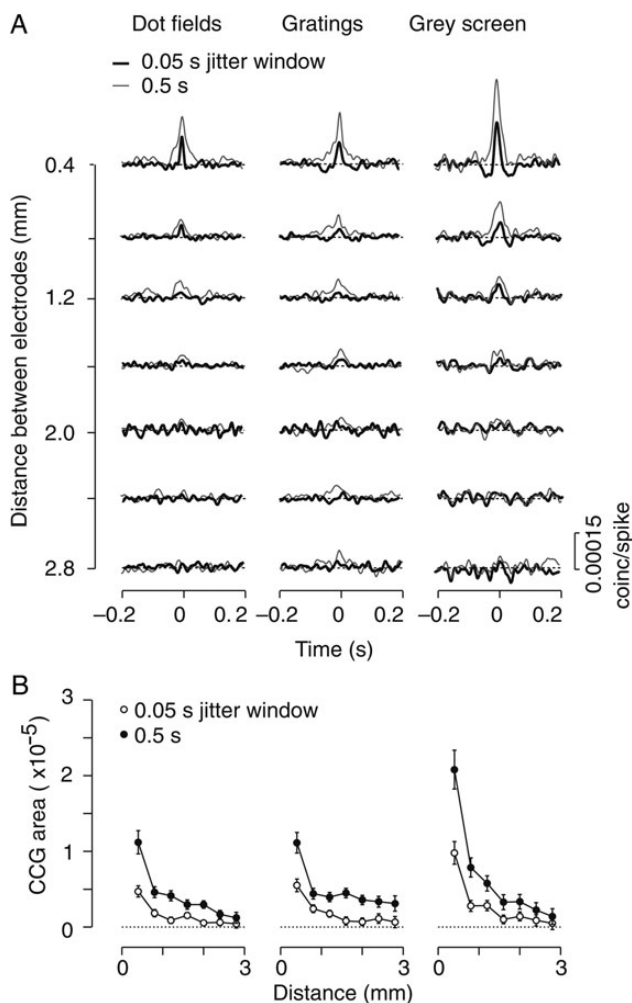 A
Dot fields Gratings Grey screen
0.05 s jitter window
0.5 s
Distance between electrodes (mm)
0.4
1.2
2.0
2.8
0.00015
coinc/spike
−0.2 0 0.2 −0.2 0 0.2 −0.2 0 0.2
Time (s)
B
CCG area ( x10⁻⁵)
3
2
1
0
0.05 s jitter window
0.5 s
0 3 0 3 0 3
Distance (mm)